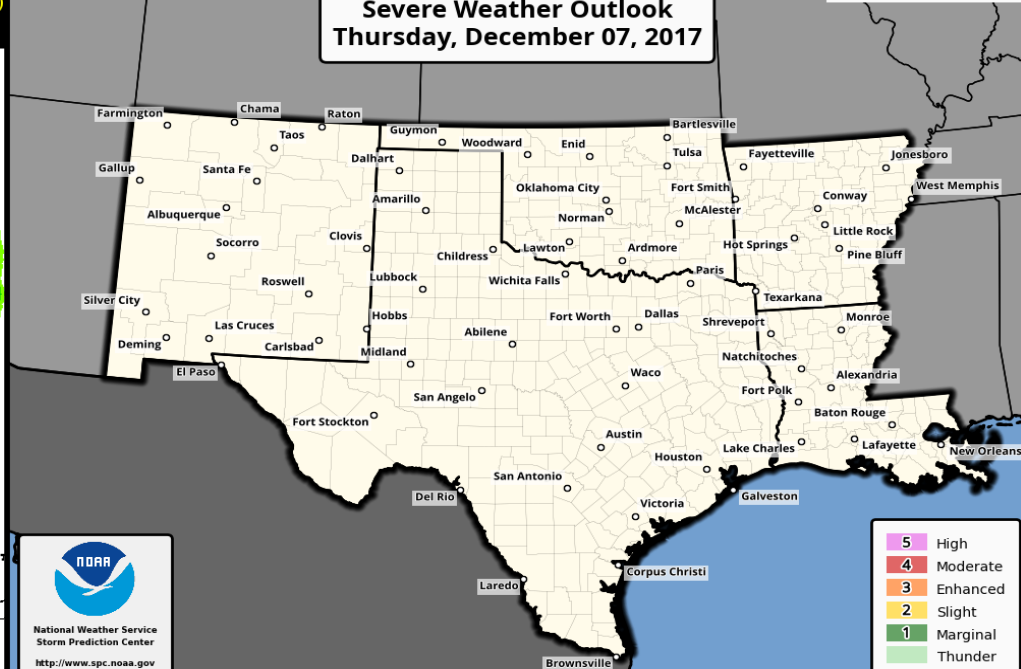 Severe Weather Outlook
Thursday, December 07, 2017
Farmington
Chama
Raton
Taos
Guymon
Woodward
Enid
Bartlesville
Tulsa
Fayetteville
Jonesboro
Gallup
Santa Fe
Dalhart
Amarillo
Oklahoma City
Fort Smith
West Memphis
Conway
Albuquerque
Norman
McAlester
Little Rock
Socorro
Clovis
Childress
Lawton
Ardmore
Hot Springs
Pine Bluff
Roswell
Lubbock
Wichita Falls
Paris
Texarkana
Silver City
Las Cruces
Hobbs
Abilene
Fort Worth
Dallas
Shreveport
Monroe
Deming
Carlsbad
Midland
Natchitoches
El Paso
San Angelo
Waco
Fort Polk
Alexandria
Fort Stockton
Austin
Baton Rouge
Houston
Lake Charles
Lafayette
New Orleans
Del Rio
San Antonio
Galveston
Victoria
Laredo
Corpus Christi
Brownsville
NOAA
National Weather Service
Storm Prediction Center
http://www.spc.noaa.gov
5 High
4 Moderate
3 Enhanced
2 Slight
1 Marginal
Thunder